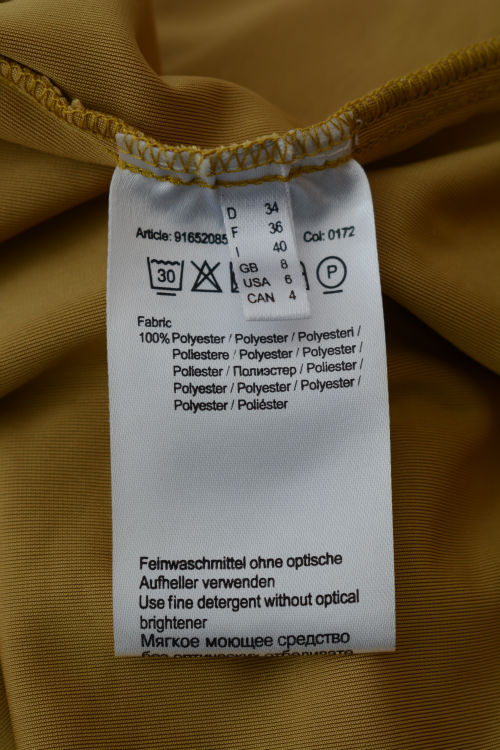 D 34
F 36
I 40
GB 8
USA 6
CAN 4
Article: 91652085
Col: 0172
30
P
Fabric
100% Polyester / Polyester / Polyesteri /
Poliestere / Polyester / Polyester /
Poliester / Полиэстер / Poliester /
Polyester / Polyester / Polyester /
Polyester / Poliéster
Feinwaschmittel ohne optische
Aufheller verwenden
Use fine detergent without optical
brightener
Мягкое моющее средство
без оптических